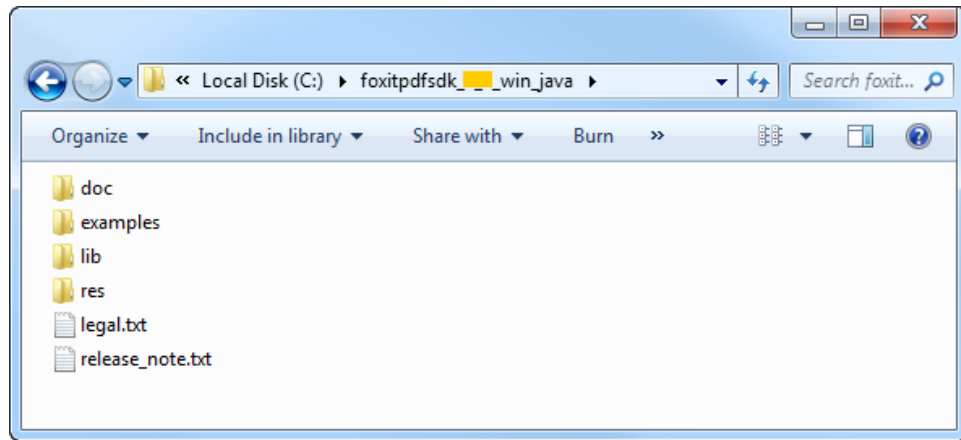 « Local Disk (C:) ▸ foxitpdfsdk_ _ _win_java ▸ Search foxit...
Organize Include in library Share with Burn »
doc
examples
lib
res
legal.txt
release_note.txt